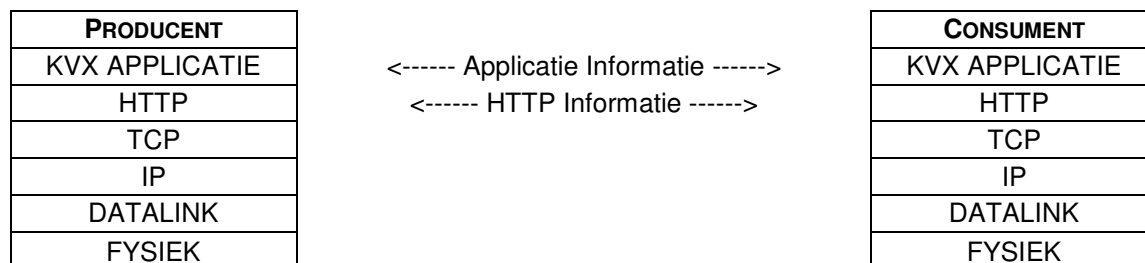 PRODUCENT CONSUMENT
KVX APPLICATIE <------ Applicatie Informatie ------> KVX APPLICATIE
HTTP <------ HTTP Informatie ------> HTTP
TCP TCP
IP IP
DATALINK DATALINK
FYSIEK FYSIEK